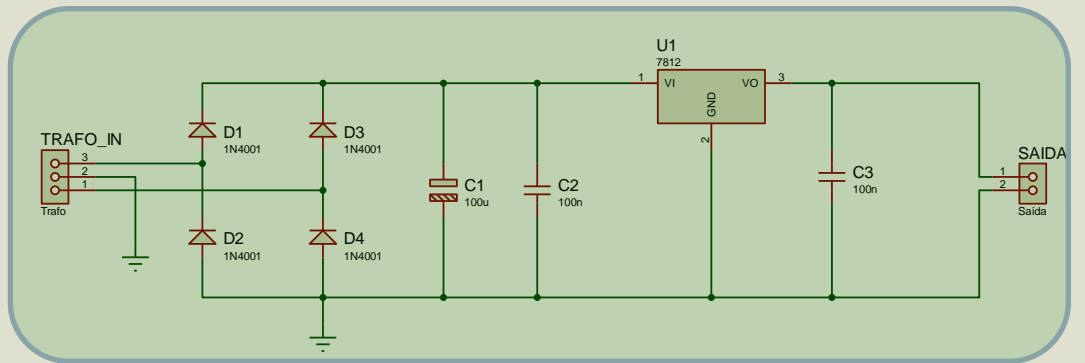 TRAFO_IN
3
2
1
Trafo
D1
1N4001
D2
1N4001
D3
1N4001
D4
1N4001
C1
100u
C2
100n
U1
7812
1
VI
VO
3
GND
2
C3
100n
SAIDA
1
2
Saída